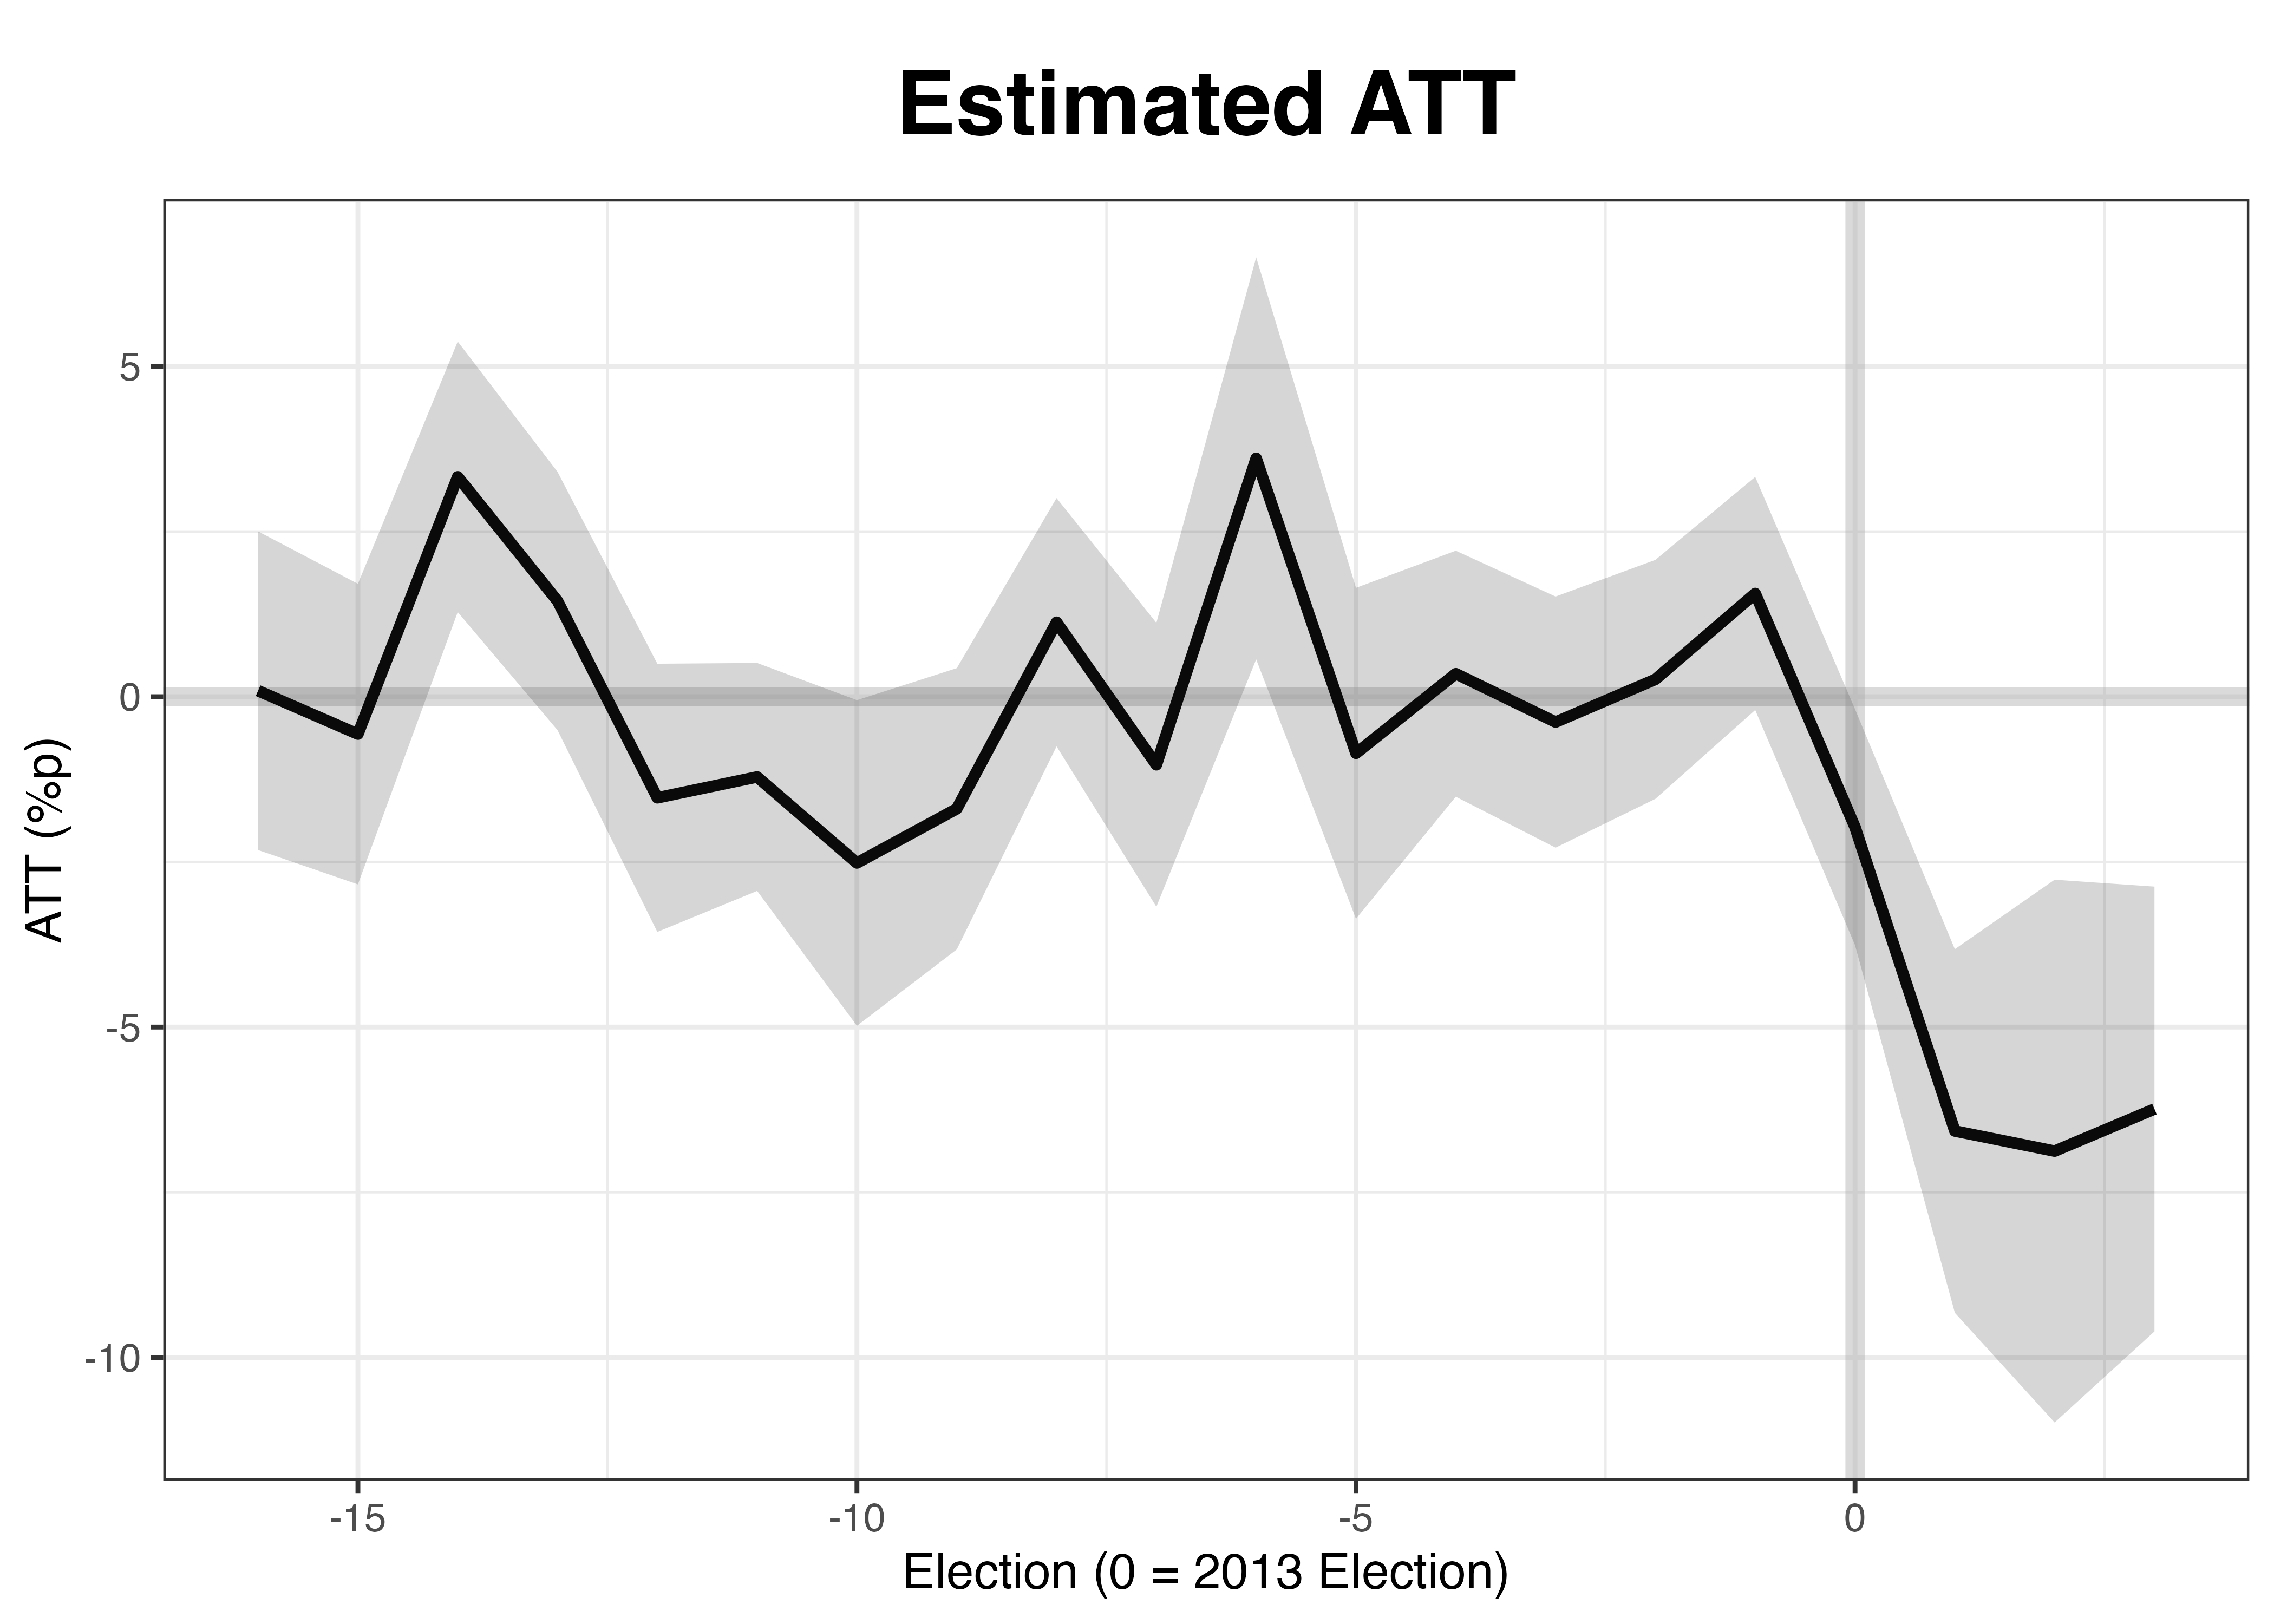 Estimated ATT
ATT (%p)
5
0
-5
-10
-15
-10
-5
0
Election (0 = 2013 Election)